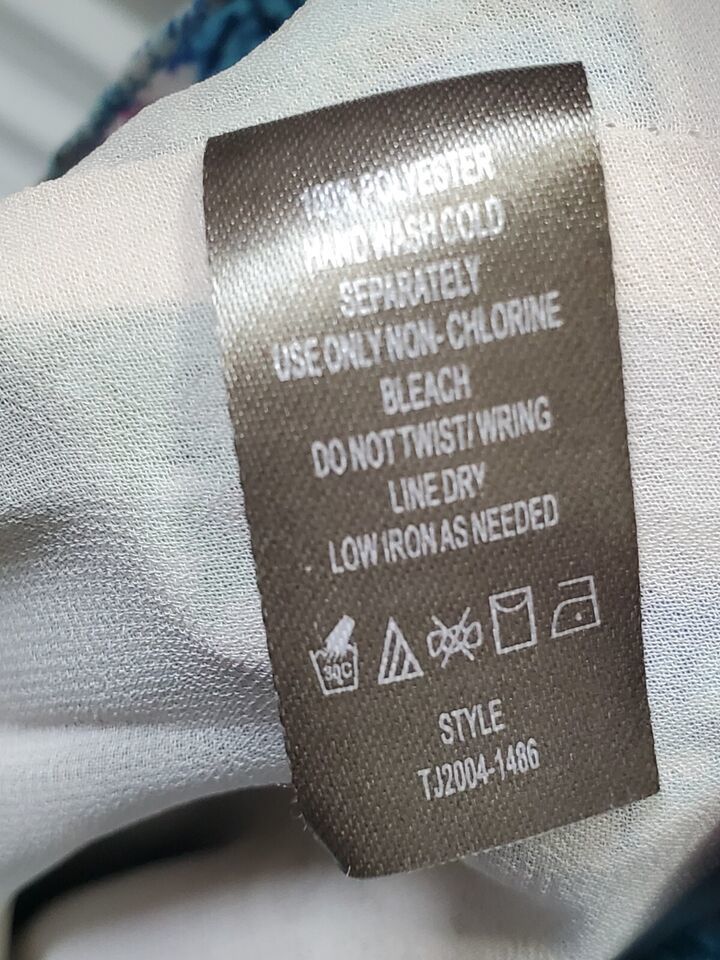 100% POLYESTER
HAND WASH COLD
SEPARATELY
USE ONLY NON-CHLORINE
BLEACH
DO NOT TWIST/WRING
LINE DRY
LOW IRON AS NEEDED
30C
STYLE
TJ2004-1486